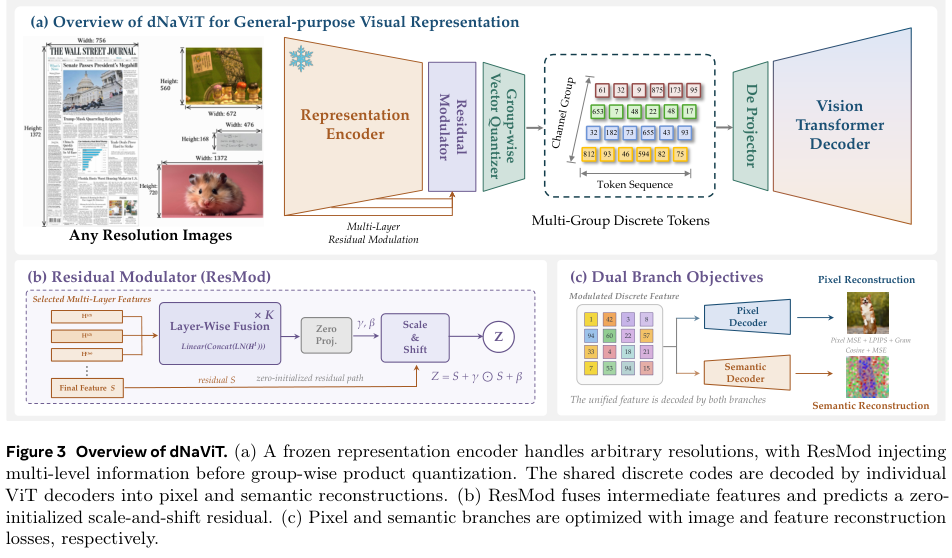 (a) Overview of dNaViT for General-purpose Visual Representation
Width: 756
THE WALL STREET JOURNAL.
Senate Passes President's Megabill
Height:
1372
Height:
560
Width: 672
Width: 476
Height:168
Width: 1372
Height:
720
Any Resolution Images
Representation
Encoder
Residual
Modulator
Multi-Layer
Residual Modulation
Group-wise
Vector Quantizer
Channel Group
61 32 9 875 173 95
653 7 48 22 48 17
32 182 73 655 43 93
812 93 46 594 82 75
Token Sequence
Multi-Group Discrete Tokens
De Projector
Vision
Transformer
Decoder
(b) Residual Modulator (ResMod)
Selected Multi-Layer Features
Final Feature S
× K
Layer-Wise Fusion
Linear(Concat(LN(Hˡ)))
Zero
Proj.
γ, β
Scale
&
Shift
Z
residual S
zero-initialized residual path
Z = S + γ ⊙ S + β
(c) Dual Branch Objectives
Modulated Discrete Feature
1 42 3 8
94 60 22 57
33 4 18 21
7 53 94 15
Pixel
Decoder
Semantic
Decoder
Pixel Reconstruction
Pixel MSE + LPIPS + Gram
Cosine + MSE
Semantic Reconstruction
The unified feature is decoded by both branches
Figure 3 Overview of dNaViT. (a) A frozen representation encoder handles arbitrary resolutions, with ResMod injecting
multi-level information before group-wise product quantization. The shared discrete codes are decoded by individual
ViT decoders into pixel and semantic reconstructions. (b) ResMod fuses intermediate features and predicts a zero-
initialized scale-and-shift residual. (c) Pixel and semantic branches are optimized with image and feature reconstruction
losses, respectively.